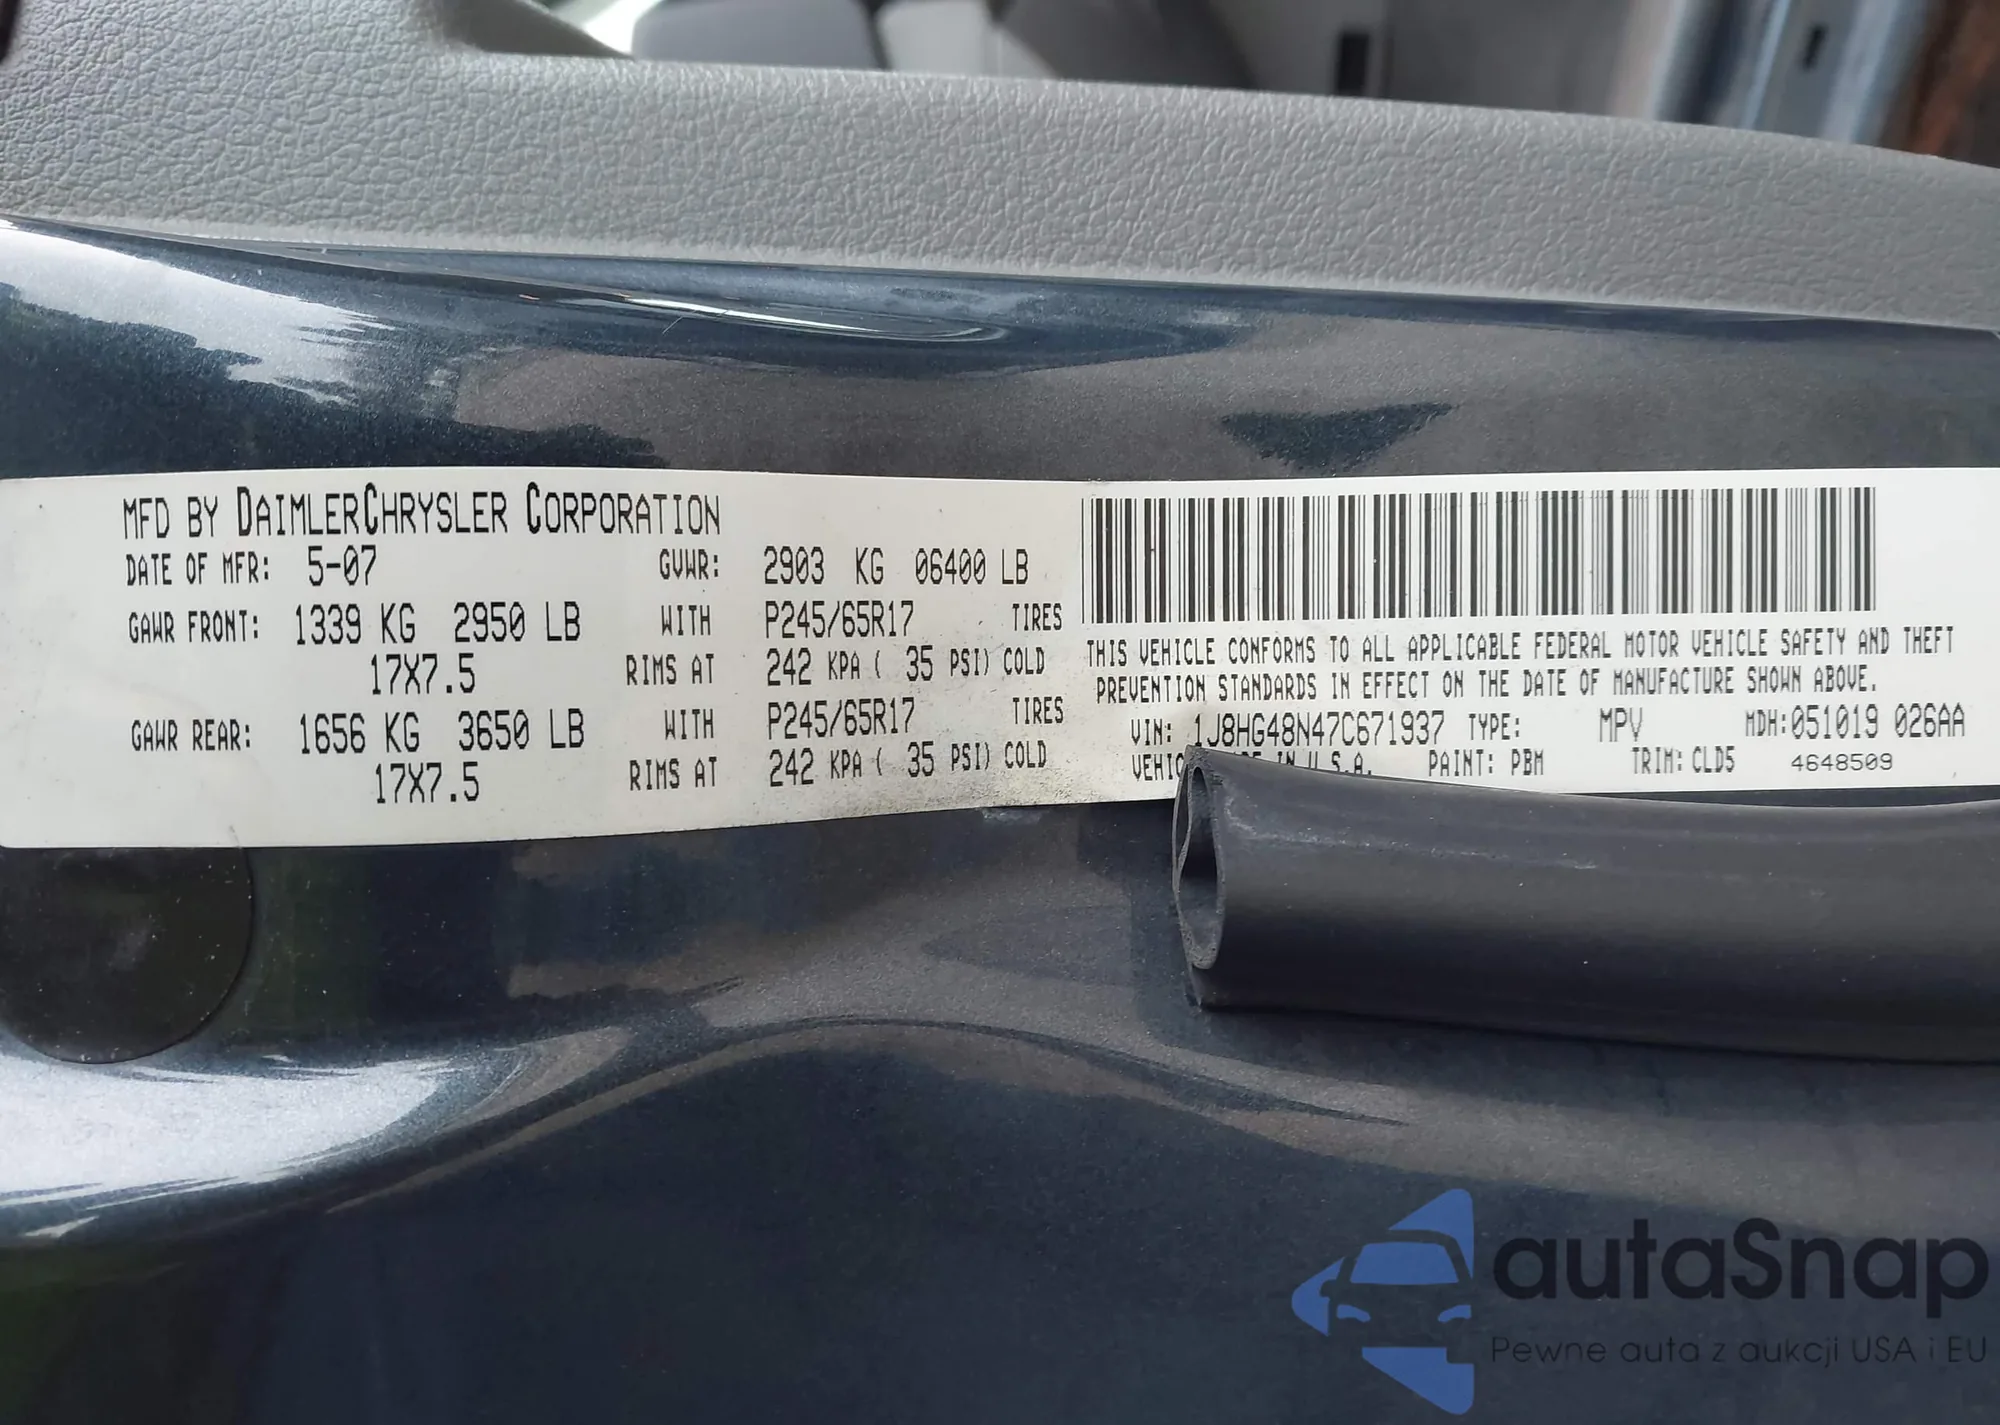 MFD BY DAIMLERCHRYSLER CORPORATION
DATE OF MFR: 5-07 GVWR: 2903 KG 06400 LB
GAWR FRONT: 1339 KG 2950 LB WITH P245/65R17 TIRES
17X7.5 RIMS AT 242 KPA ( 35 PSI) COLD
GAWR REAR: 1656 KG 3650 LB WITH P245/65R17 TIRES
17X7.5 RIMS AT 242 KPA ( 35 PSI) COLD
THIS VEHICLE CONFORMS TO ALL APPLICABLE FEDERAL MOTOR VEHICLE SAFETY AND THEFT
PREVENTION STANDARDS IN EFFECT ON THE DATE OF MANUFACTURE SHOWN ABOVE.
VIN: 1J8HG48N47C671937 TYPE: MPV MDH:051019 026AA
IN U.S.A. PAINT: PBM TRIM: CLD5 4648509
autoSnap
Pewne auta z aukcji USA i EU